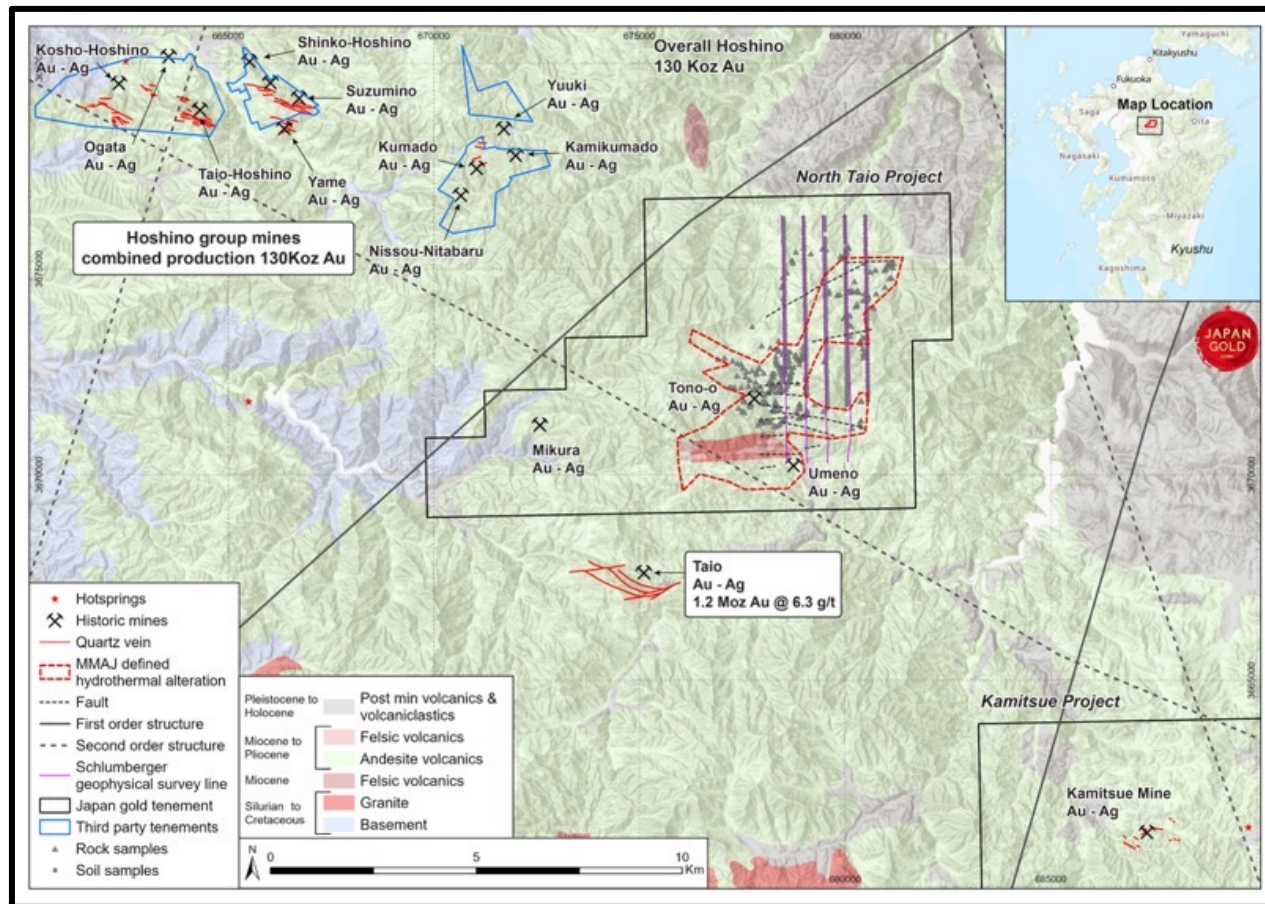 665000
670000
675000
680000
Overall Hoshino
130 Koz Au
Kosho-Hoshino
Au - Ag
Shinko-Hoshino
Au - Ag
Suzumino
Au - Ag
Yuuki
Au - Ag
Ogata
Au - Ag
Taio-Hoshino
Au - Ag
Yame
Au - Ag
Kumado
Au - Ag
Kamikumado
Au - Ag
Nissou-Nitabaru
Au - Ag
Hoshino group mines
combined production 130Koz Au
North Taio Project
3675000
Tono-o
Au - Ag
Mikura
Au - Ag
Umeno
Au - Ag
3670000
3670000
Taio
Au - Ag
1.2 Moz Au @ 6.3 g/t
3665000
Kamitsue Project
Kamitsue Mine
Au - Ag
680000
685000
Yamaguchi
Kitakyushu
Fukuoka
Saga
Map Location
Oita
Nagasaki
Kumamoto
Miyazaki
Kyushu
Kagoshima
JAPAN
GOLD
CORP.
Hotsprings
Historic mines
Quartz vein
MMAJ defined
hydrothermal alteration
Fault
First order structure
Second order structure
Schlumberger
geophysical survey line
Japan gold tenement
Third party tenements
Rock samples
Soil samples
Pleistocene to
Holocene
Post min volcanics &
volcaniclastics
Miocene to
Pliocene
Felsic volcanics
Andesite volcanics
Miocene
Felsic volcanics
Silurian to
Cretaceous
Granite
Basement
N
0
5
10
Km